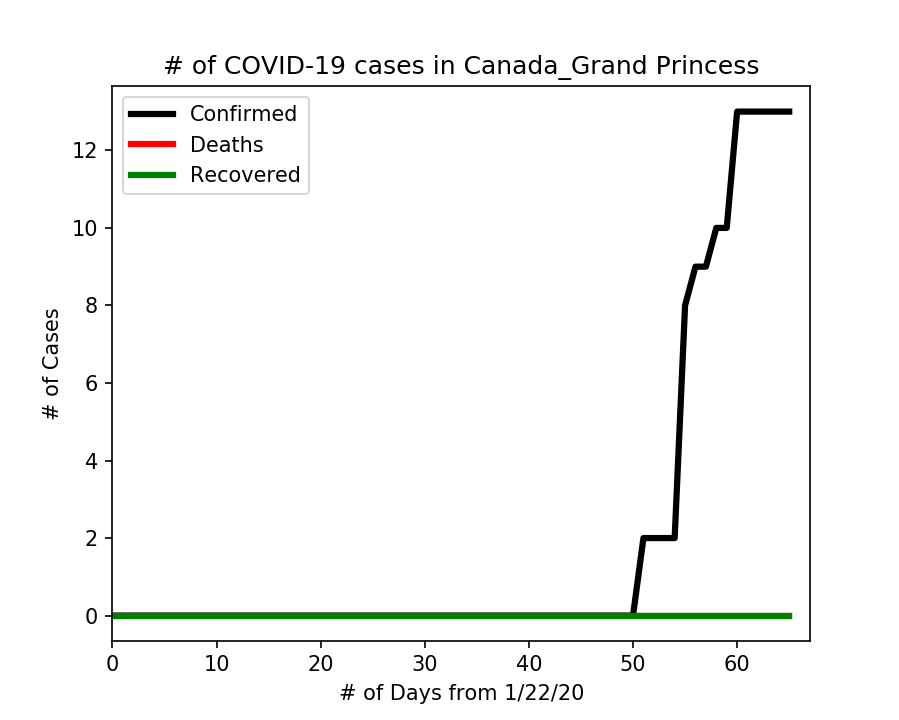 # of COVID-19 cases in Canada_Grand Princess
Confirmed
Deaths
Recovered
12
10
8
6
4
2
0
# of Cases
0 10 20 30 40 50 60
# of Days from 1/22/20